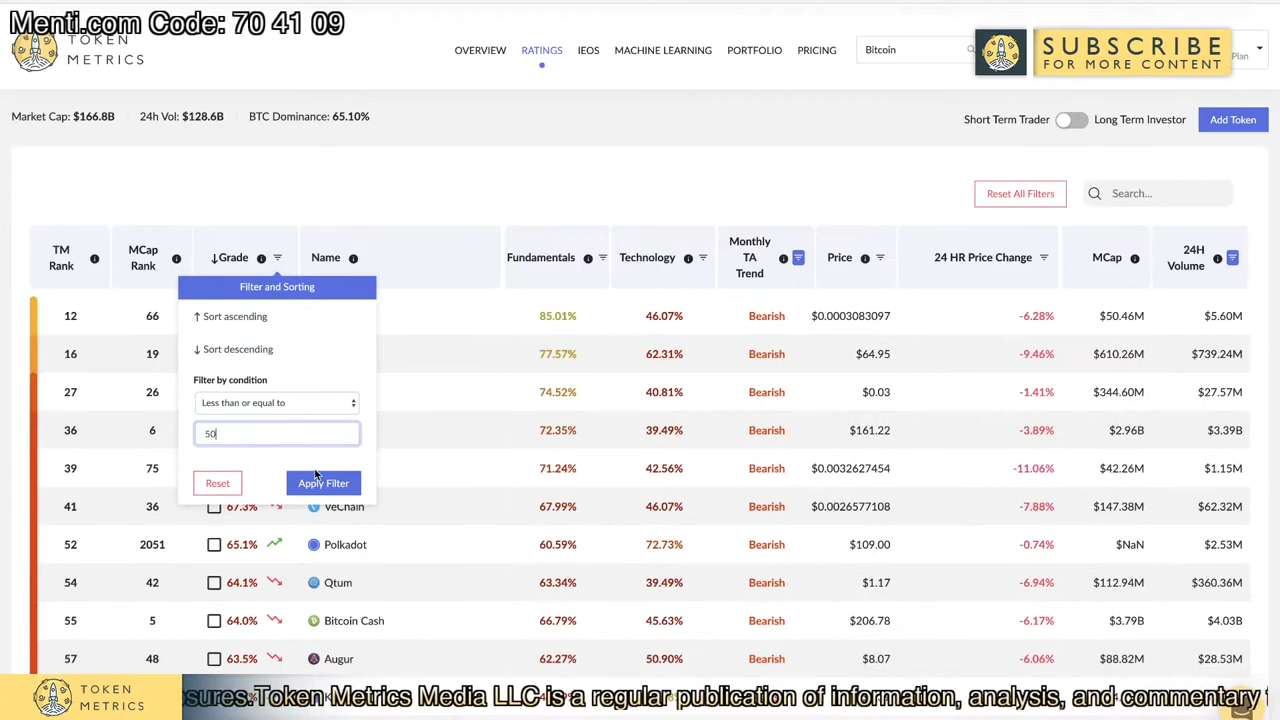 Menti.com Code: 70 41 09
TOKEN
METRICS
OVERVIEW RATINGS IEOS MACHINE LEARNING PORTFOLIO PRICING Bitcoin
SUBSCRIBE
FOR MORE CONTENT
Plan
Market Cap: $166.8B 24h Vol: $128.6B BTC Dominance: 65.10%
Short Term Trader Long Term Investor Add Token
Reset All Filters Search...
TM Rank MCap Rank ↓Grade Name Fundamentals Technology Monthly TA Trend Price 24 HR Price Change MCap 24H Volume
Filter and Sorting
↑ Sort ascending
↓ Sort descending
Filter by condition
Less than or equal to
50
Reset Apply Filter
12 66 85.01% 46.07% Bearish $0.0003083097 -6.28% $50.46M $5.60M
16 19 77.57% 62.31% Bearish $64.95 -9.46% $610.26M $739.24M
27 26 74.52% 40.81% Bearish $0.03 -1.41% $344.60M $27.57M
36 6 72.35% 39.49% Bearish $161.22 -3.89% $2.96B $3.39B
39 75 71.24% 42.56% Bearish $0.0032627454 -11.06% $42.26M $1.15M
41 36 67.3% VeChain 67.99% 46.07% Bearish $0.0026577108 -7.88% $147.38M $62.32M
52 2051 65.1% Polkadot 60.59% 72.73% Bearish $109.00 -0.74% $NaN $2.53M
54 42 64.1% Qtum 63.34% 39.49% Bearish $1.17 -6.94% $112.94M $360.36M
55 5 64.0% Bitcoin Cash 66.79% 45.63% Bearish $206.78 -6.17% $3.79B $4.03B
57 48 63.5% Augur 62.27% 50.90% Bearish $8.07 -6.06% $88.82M $28.53M
TOKEN
METRICS
sures.Token Metrics Media LLC is a regular publication of information, analysis, and commentary